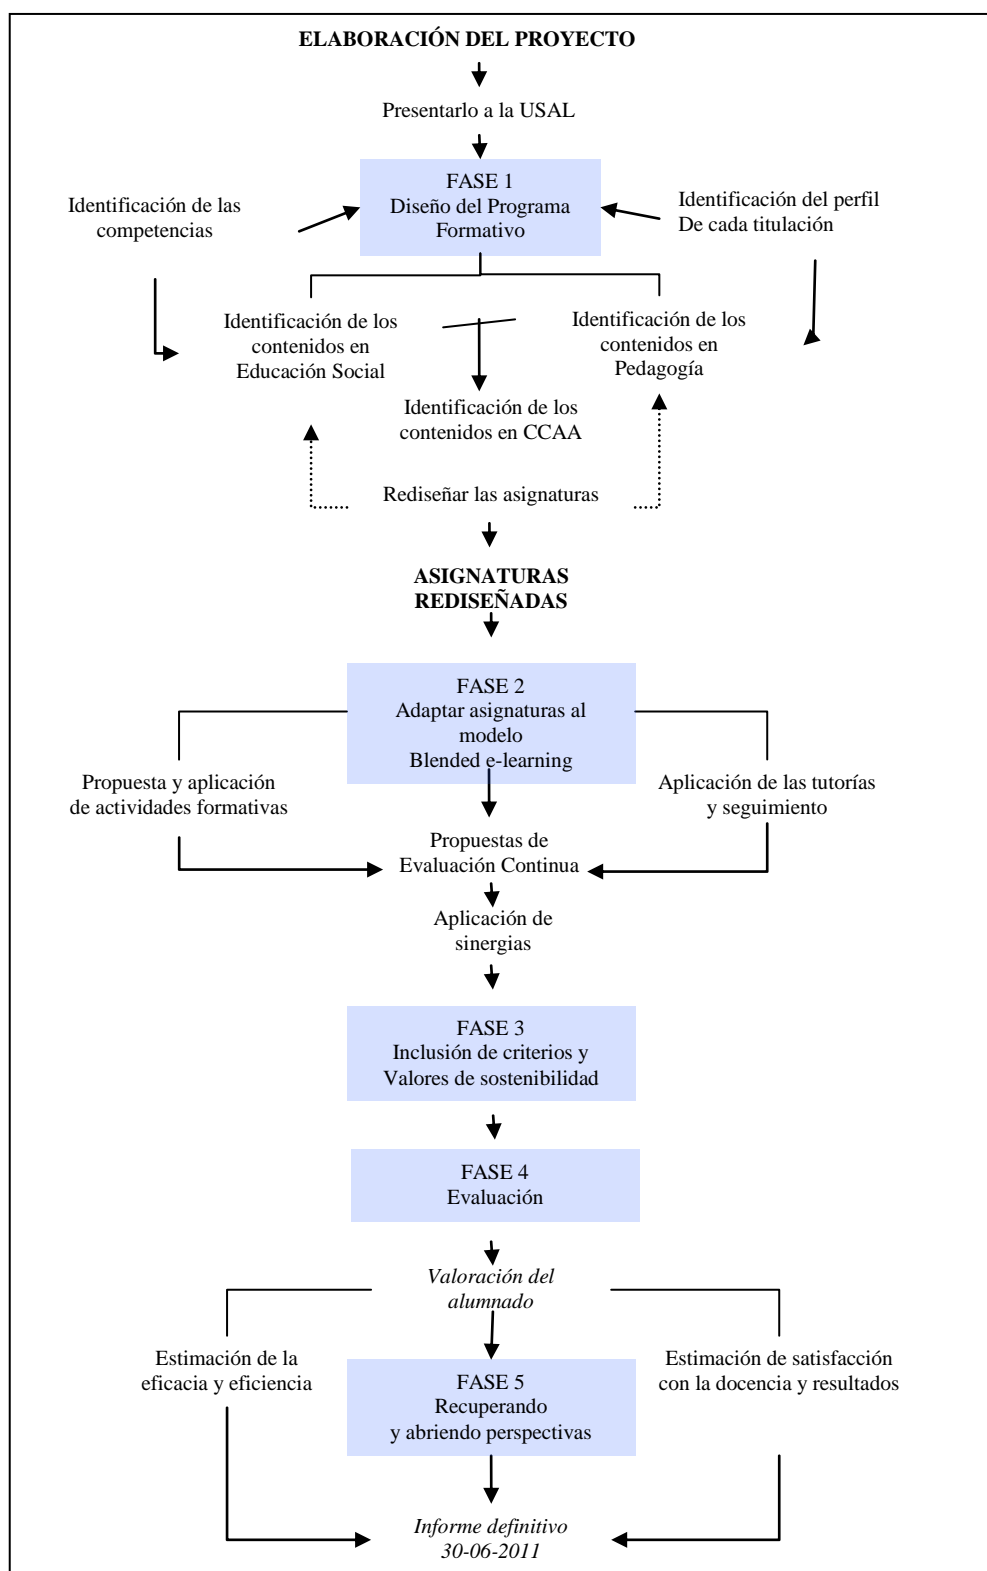 ELABORACIÓN DEL PROYECTO
Presentarlo a la USAL
FASE 1
Diseño del Programa
Formativo
Identificación de las
competencias
Identificación del perfil
De cada titulación
Identificación de los
contenidos en
Educación Social
Identificación de los
contenidos en
Pedagogía
Identificación de los
contenidos en CCAA
Rediseñar las asignaturas
ASIGNATURAS
REDISEÑADAS
FASE 2
Adaptar asignaturas al
modelo
Blended e-learning
Propuesta y aplicación
de actividades formativas
Aplicación de las tutorías
y seguimiento
Propuestas de
Evaluación Continua
Aplicación de
sinergias
FASE 3
Inclusión de criterios y
Valores de sostenibilidad
FASE 4
Evaluación
Valoración del
alumnado
Estimación de la
eficacia y eficiencia
Estimación de satisfacción
con la docencia y resultados
FASE 5
Recuperando
y abriendo perspectivas
Informe definitivo
30-06-2011